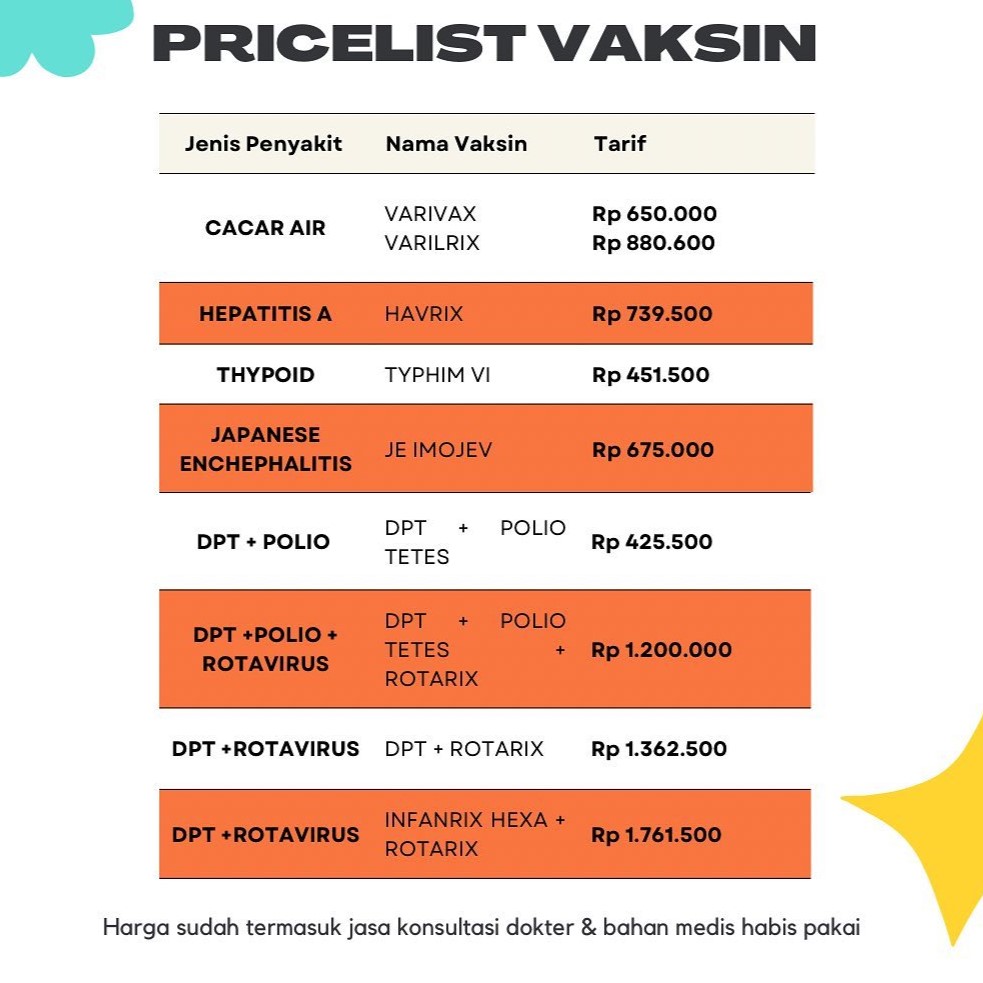 PRICELIST VAKSIN
Jenis Penyakit Nama Vaksin Tarif
CACAR AIR
VARIVAX Rp 650.000
VARILRIX Rp 880.600
HEPATITIS A HAVRIX Rp 739.500
THYPOID TYPHIM VI Rp 451.500
JAPANESE
ENCHEPHALITIS
JE IMOJEV Rp 675.000
DPT + POLIO
DPT + POLIO
TETES
Rp 425.500
DPT +POLIO +
ROTAVIRUS
DPT + POLIO
TETES +
ROTARIX
Rp 1.200.000
DPT +ROTAVIRUS DPT + ROTARIX Rp 1.362.500
DPT +ROTAVIRUS
INFANRIX HEXA +
ROTARIX
Rp 1.761.500
Harga sudah termasuk jasa konsultasi dokter & bahan medis habis pakai